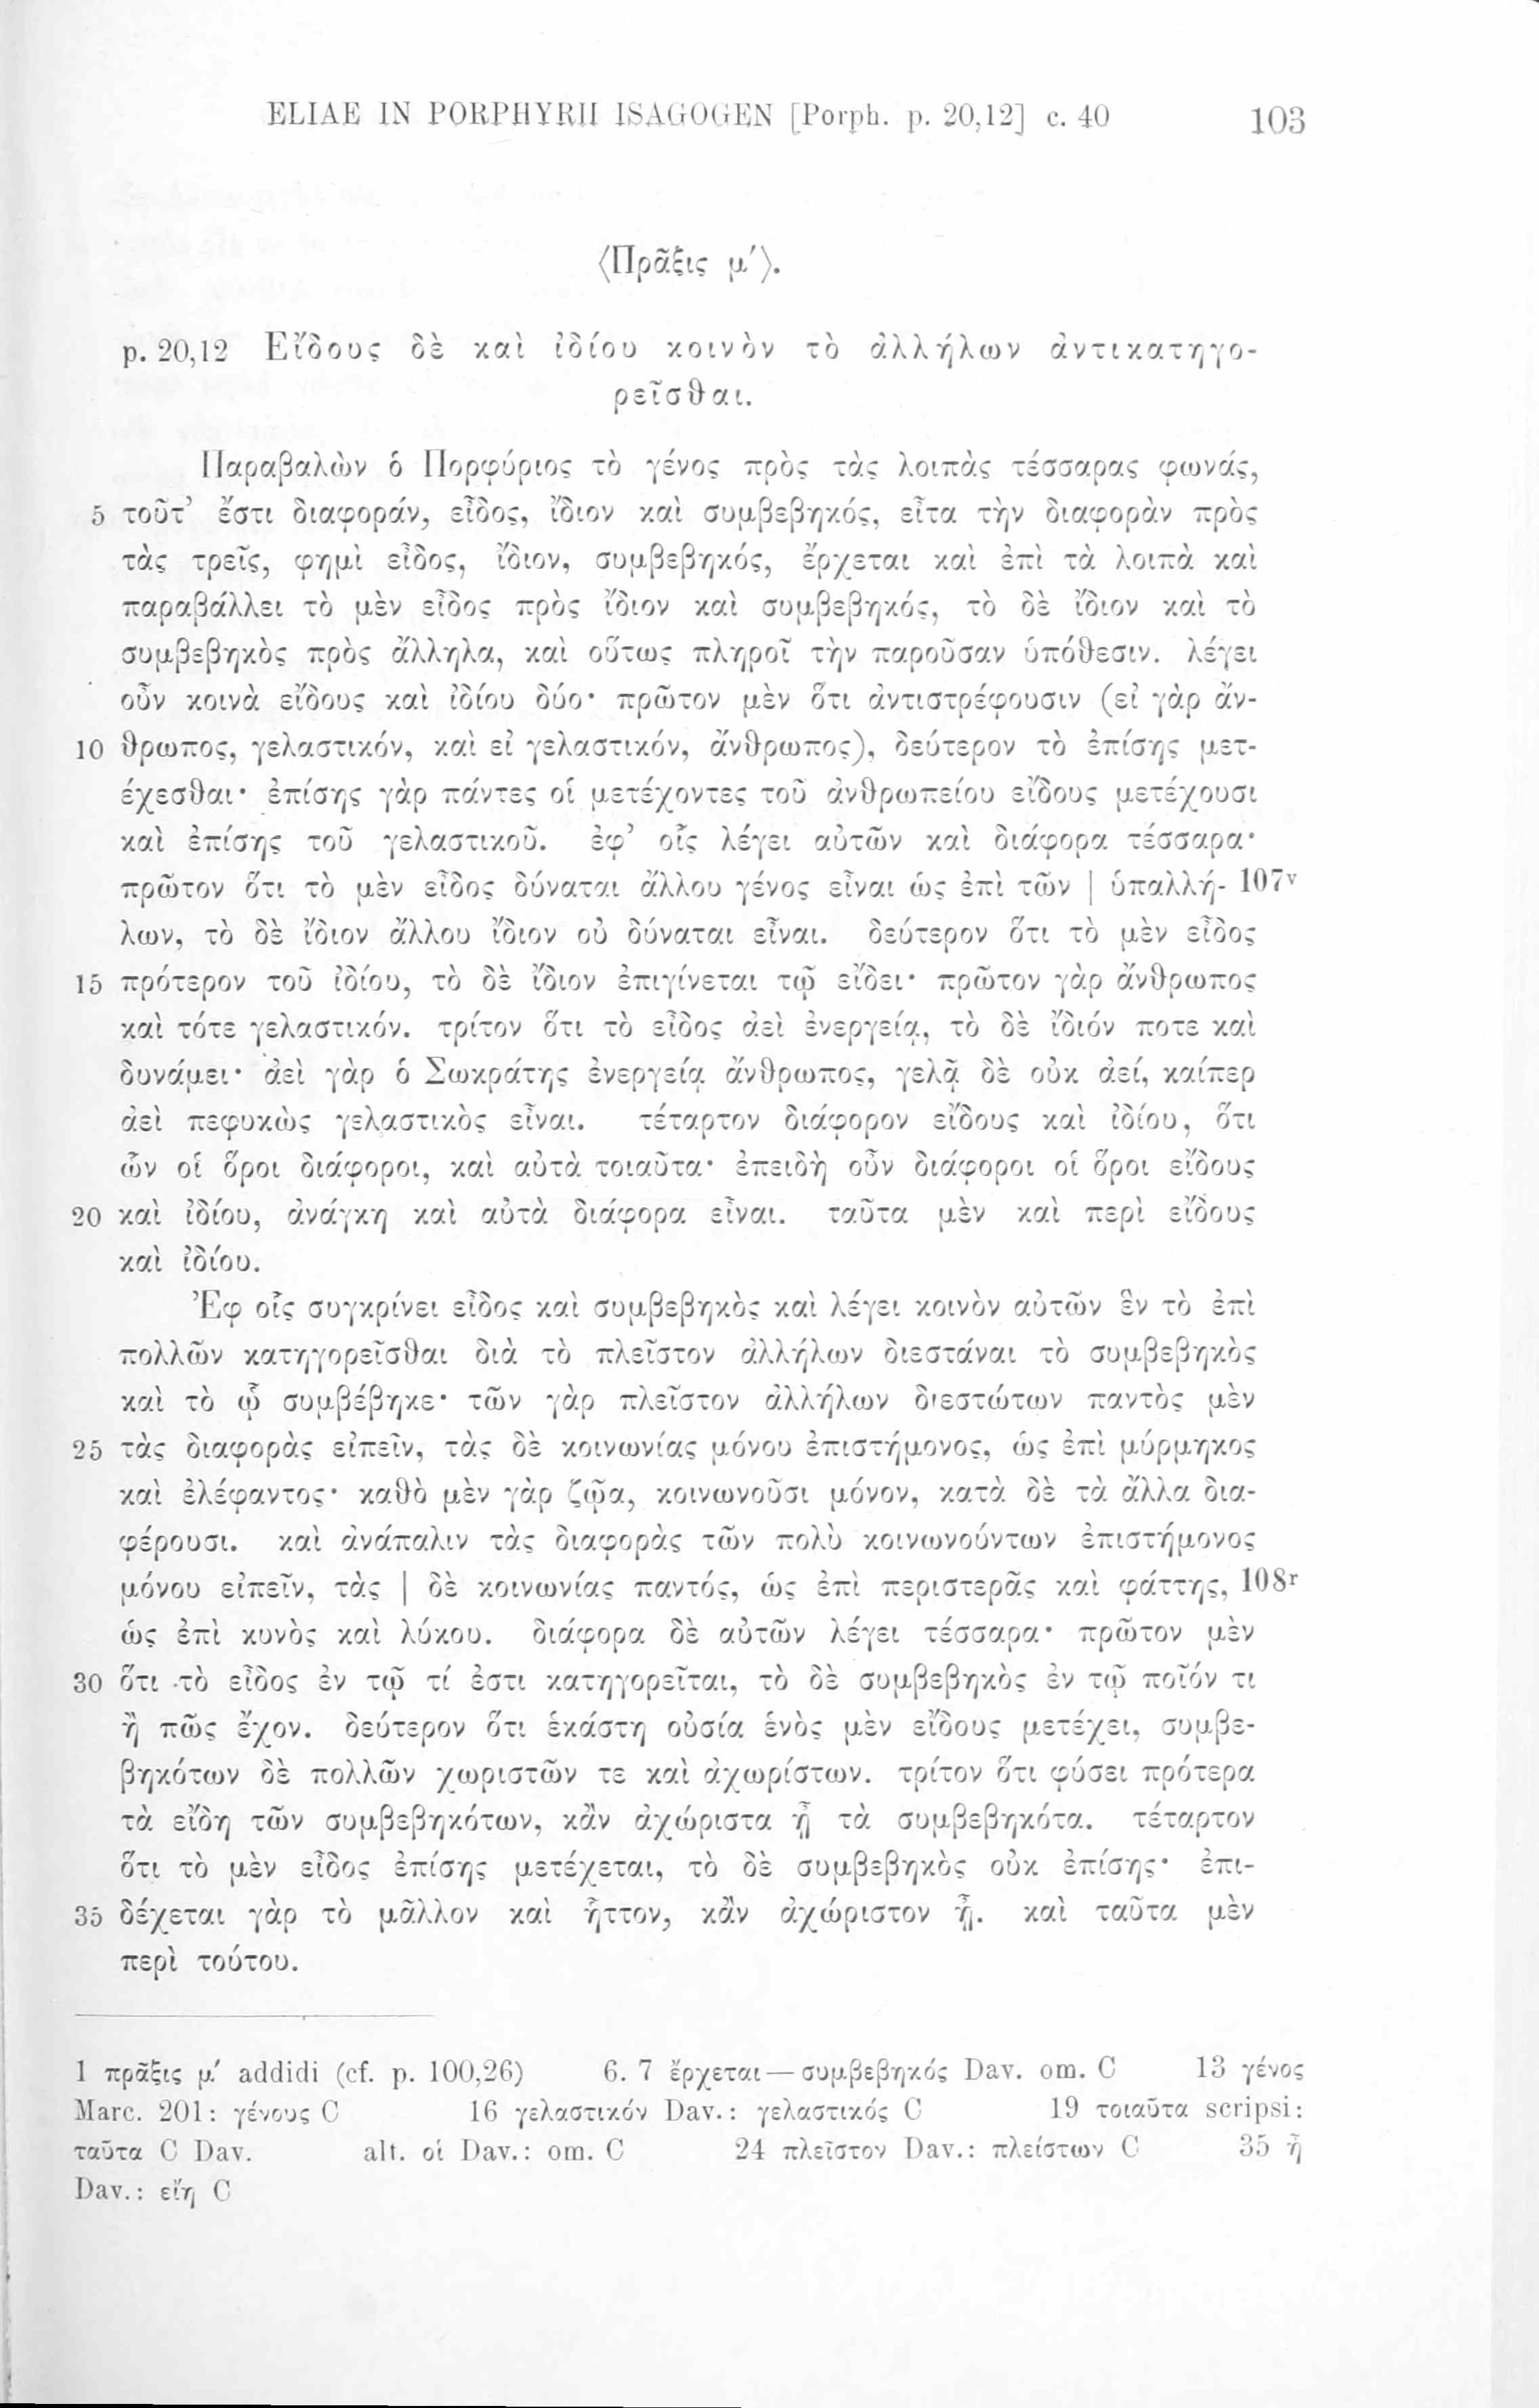 ELIAE IN PORPHYRII ISAGOGEN [Porph. p. 20,12] c. 40 103
⟨Πρᾶξις μ΄⟩.
p. 20,12 Εἴδους δὲ καὶ ἰδίου κοινὸν τὸ ἀλλήλων ἀντικατηγο-
ρεῖσθαι.
Παραβαλὼν ὁ Πορφύριος τὸ γένος πρὸς τὰς λοιπὰς τέσσαρας φωνάς,
5 τοῦτ’ ἔστι διαφοράν, εἶδος, ἴδιον καὶ συμβεβηκός, εἶτα τὴν διαφορὰν πρὸς
τὰς τρεῖς, φημὶ εἶδος, ἴδιον, συμβεβηκός, ἔρχεται καὶ ἐπὶ τὰ λοιπὰ καὶ
παραβάλλει τὸ μὲν εἶδος πρὸς ἴδιον καὶ συμβεβηκός, τὸ δὲ ἴδιον καὶ τὸ
συμβεβηκὸς πρὸς ἄλληλα, καὶ οὕτως πληροῖ τὴν παροῦσαν ὑπόθεσιν. λέγει
οὖν κοινὰ εἴδους καὶ ἰδίου δύο· πρῶτον μὲν ὅτι ἀντιστρέφουσιν (εἰ γὰρ ἄν-
10 θρωπος, γελαστικόν, καὶ εἰ γελαστικόν, ἄνθρωπος), δεύτερον τὸ ἐπίσης μετ-
έχεσθαι· ἐπίσης γὰρ πάντες οἱ μετέχοντες τοῦ ἀνθρωπείου εἴδους μετέχουσι
καὶ ἐπίσης τοῦ γελαστικοῦ. ἐφ’ οἷς λέγει αὐτῶν καὶ διάφορα τέσσαρα·
πρῶτον ὅτι τὸ μὲν εἶδος δύναται ἄλλου γένος εἶναι ὡς ἐπὶ τῶν | ὑπαλλή- 107v
λων, τὸ δὲ ἴδιον ἄλλου ἴδιον οὐ δύναται εἶναι. δεύτερον ὅτι τὸ μὲν εἶδος
15 πρότερον τοῦ ἰδίου, τὸ δὲ ἴδιον ἐπιγίνεται τῷ εἴδει· πρῶτον γὰρ ἄνθρωπος
καὶ τότε γελαστικόν. τρίτον ὅτι τὸ εἶδος ἀεὶ ἐνεργείᾳ, τὸ δὲ ἴδιόν ποτε καὶ
δυνάμει· ἀεὶ γὰρ ὁ Σωκράτης ἐνεργείᾳ ἄνθρωπος, γελᾷ δὲ οὐκ ἀεί, καίπερ
ἀεὶ πεφυκὼς γελαστικὸς εἶναι. τέταρτον διάφορον εἴδους καὶ ἰδίου, ὅτι
ὧν οἱ ὅροι διάφοροι, καὶ αὐτὰ τοιαῦτα· ἐπειδὴ οὖν διάφοροι οἱ ὅροι εἴδους
20 καὶ ἰδίου, ἀνάγκη καὶ αὐτὰ διάφορα εἶναι. ταῦτα μὲν καὶ περὶ εἴδους
καὶ ἰδίου.
Ἐφ οἷς συγκρίνει εἶδος καὶ συμβεβηκὸς καὶ λέγει κοινὸν αὐτῶν ἓν τὸ ἐπὶ
πολλῶν κατηγορεῖσθαι διὰ τὸ πλεῖστον ἀλλήλων διεστάναι τὸ συμβεβηκὸς
καὶ τὸ ᾧ συμβέβηκε· τῶν γὰρ πλεῖστον ἀλλήλων διεστώτων παντὸς μὲν
25 τὰς διαφορὰς εἰπεῖν, τὰς δὲ κοινωνίας μόνου ἐπιστήμονος, ὡς ἐπὶ μύρμηκος
καὶ ἐλέφαντος· καθὸ μὲν γὰρ ζῷα, κοινωνοῦσι μόνον, κατὰ δὲ τὰ ἄλλα δια-
φέρουσι. καὶ ἀνάπαλιν τὰς διαφορὰς τῶν πολὺ κοινωνούντων ἐπιστήμονος
μόνου εἰπεῖν, τὰς | δὲ κοινωνίας παντός, ὡς ἐπὶ περιστερᾶς καὶ φάττης, 108r
ὡς ἐπὶ κυνὸς καὶ λύκου. διάφορα δὲ αὐτῶν λέγει τέσσαρα· πρῶτον μὲν
30 ὅτι τὸ εἶδος ἐν τῷ τί ἐστι κατηγορεῖται, τὸ δὲ συμβεβηκὸς ἐν τῷ ποῖόν τι
ἢ πῶς ἔχον. δεύτερον ὅτι ἑκάστη οὐσία ἑνὸς μὲν εἴδους μετέχει, συμβε-
βηκότων δὲ πολλῶν χωριστῶν τε καὶ ἀχωρίστων. τρίτον ὅτι φύσει πρότερα
τὰ εἴδη τῶν συμβεβηκότων, κἂν ἀχώριστα ᾖ τὰ συμβεβηκότα. τέταρτον
ὅτι τὸ μὲν εἶδος ἐπίσης μετέχεται, τὸ δὲ συμβεβηκὸς οὐκ ἐπίσης· ἐπι-
35 δέχεται γὰρ τὸ μᾶλλον καὶ ἧττον, κἂν ἀχώριστον ᾖ. καὶ ταῦτα μὲν
περὶ τούτου.
1 πρᾶξις μ΄ addidi (cf. p. 100,26) 6. 7 ἔρχεται—συμβεβηκός Dav. om. C 13 γένος
Marc. 201: γένους C 16 γελαστικόν Dav.: γελαστικός C 19 τοιαῦτα scripsi:
ταῦτα C Dav. alt. οἱ Dav.: om. C 24 πλεῖστον Dav.: πλείστων C 35 ᾖ
Dav.: εἴη C